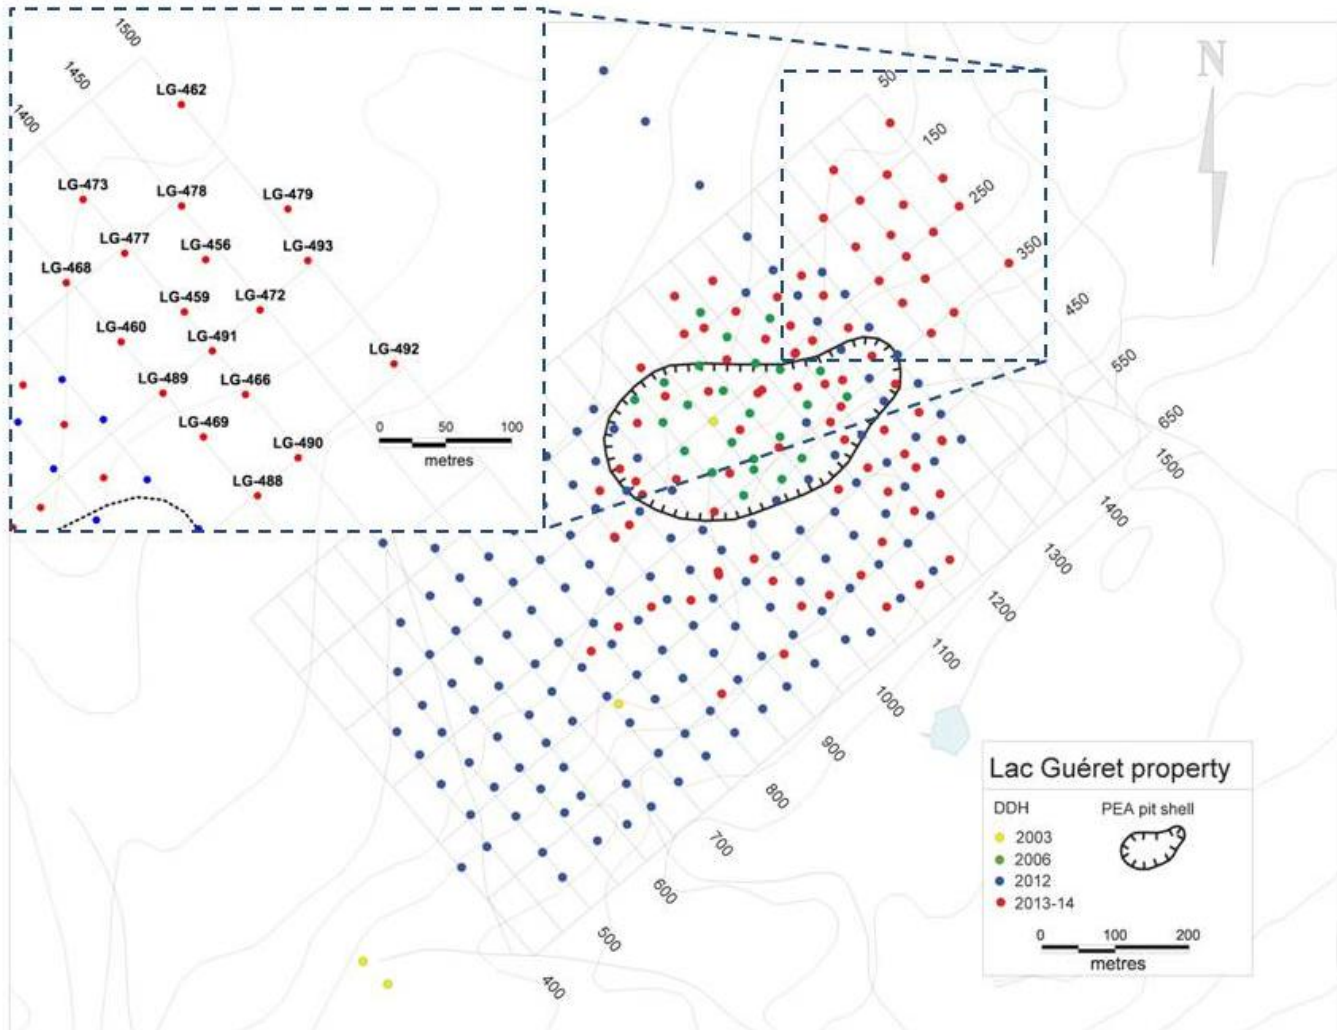 1500
1450
1400
LG-462
LG-473
LG-478
LG-479
LG-477
LG-456
LG-493
LG-468
LG-459
LG-472
LG-460
LG-491
LG-492
LG-489
LG-466
LG-469
LG-490
LG-488
0 50 100
metres
N
50
150
250
350
450
550
650
1500
1400
1300
1200
1100
1000
900
800
700
600
500
400
Lac Guéret property
DDH
PEA pit shell
2003
2006
2012
2013-14
0 100 200
metres